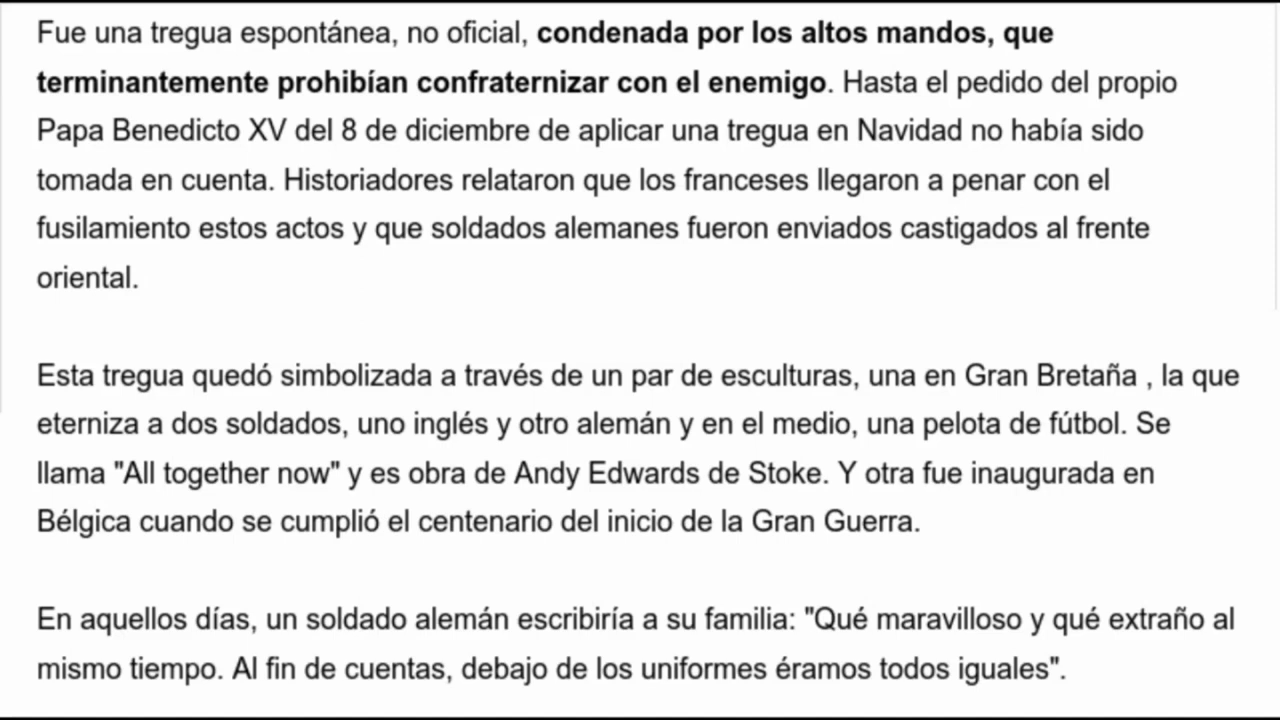 Fue una tregua espontánea, no oficial, condenada por los altos mandos, que
terminantemente prohibían confraternizar con el enemigo. Hasta el pedido del propio
Papa Benedicto XV del 8 de diciembre de aplicar una tregua en Navidad no había sido
tomada en cuenta. Historiadores relataron que los franceses llegaron a penar con el
fusilamiento estos actos y que soldados alemanes fueron enviados castigados al frente
oriental.
Esta tregua quedó simbolizada a través de un par de esculturas, una en Gran Bretaña , la que
eterniza a dos soldados, uno inglés y otro alemán y en el medio, una pelota de fútbol. Se
llama "All together now" y es obra de Andy Edwards de Stoke. Y otra fue inaugurada en
Bélgica cuando se cumplió el centenario del inicio de la Gran Guerra.
En aquellos días, un soldado alemán escribiría a su familia: "Qué maravilloso y qué extraño al
mismo tiempo. Al fin de cuentas, debajo de los uniformes éramos todos iguales".